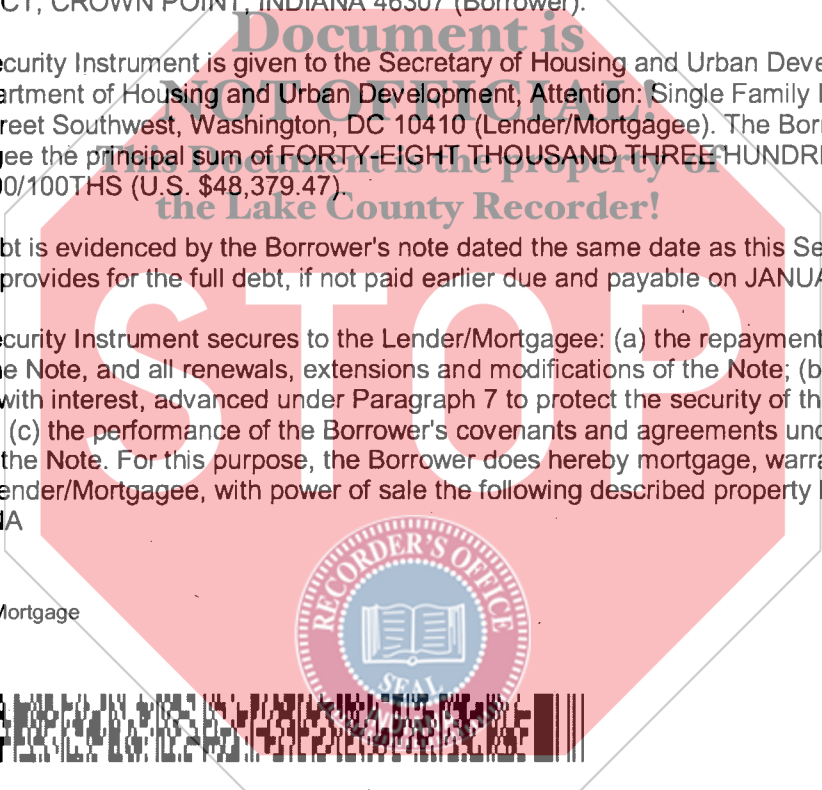 CT, CROWN POINT, INDIANA 46307 (Borrower).
Document is
ecurity Instrument is given to the Secretary of Housing and Urban Deve
NOT OFFICIAL!
artment of Housing and Urban Development, Attention: Single Family
reet Southwest, Washington, DC 10410 (Lender/Mortgagee). The Bor
This Document is the property of
gee the principal sum of FORTY-EIGHT THOUSAND THREE HUNDR
0/100THS (U.S. $48,379.47).
the Lake County Recorder!
bt is evidenced by the Borrower's note dated the same date as this Se
provides for the full debt, if not paid earlier due and payable on JANUA
STOP
ecurity Instrument secures to the Lender/Mortgagee: (a) the repayment
e Note, and all renewals, extensions and modifications of the Note; (b
with interest, advanced under Paragraph 7 to protect the security of th
(c) the performance of the Borrower's covenants and agreements und
the Note. For this purpose, the Borrower does hereby mortgage, warra
ender/Mortgagee, with power of sale the following described property
NA
RECORDER'S OFFICE
Mortgage
SEAL
INDIANA